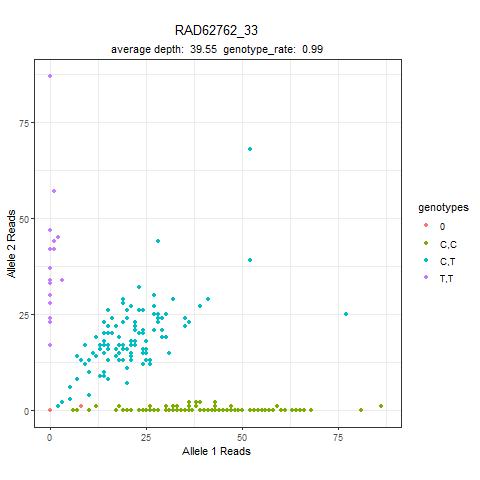 RAD62762_33
average depth: 39.55 genotype_rate: 0.99
Allele 2 Reads
75
50
25
0
0 25 50 75
Allele 1 Reads
genotypes
0
C,C
C,T
T,T